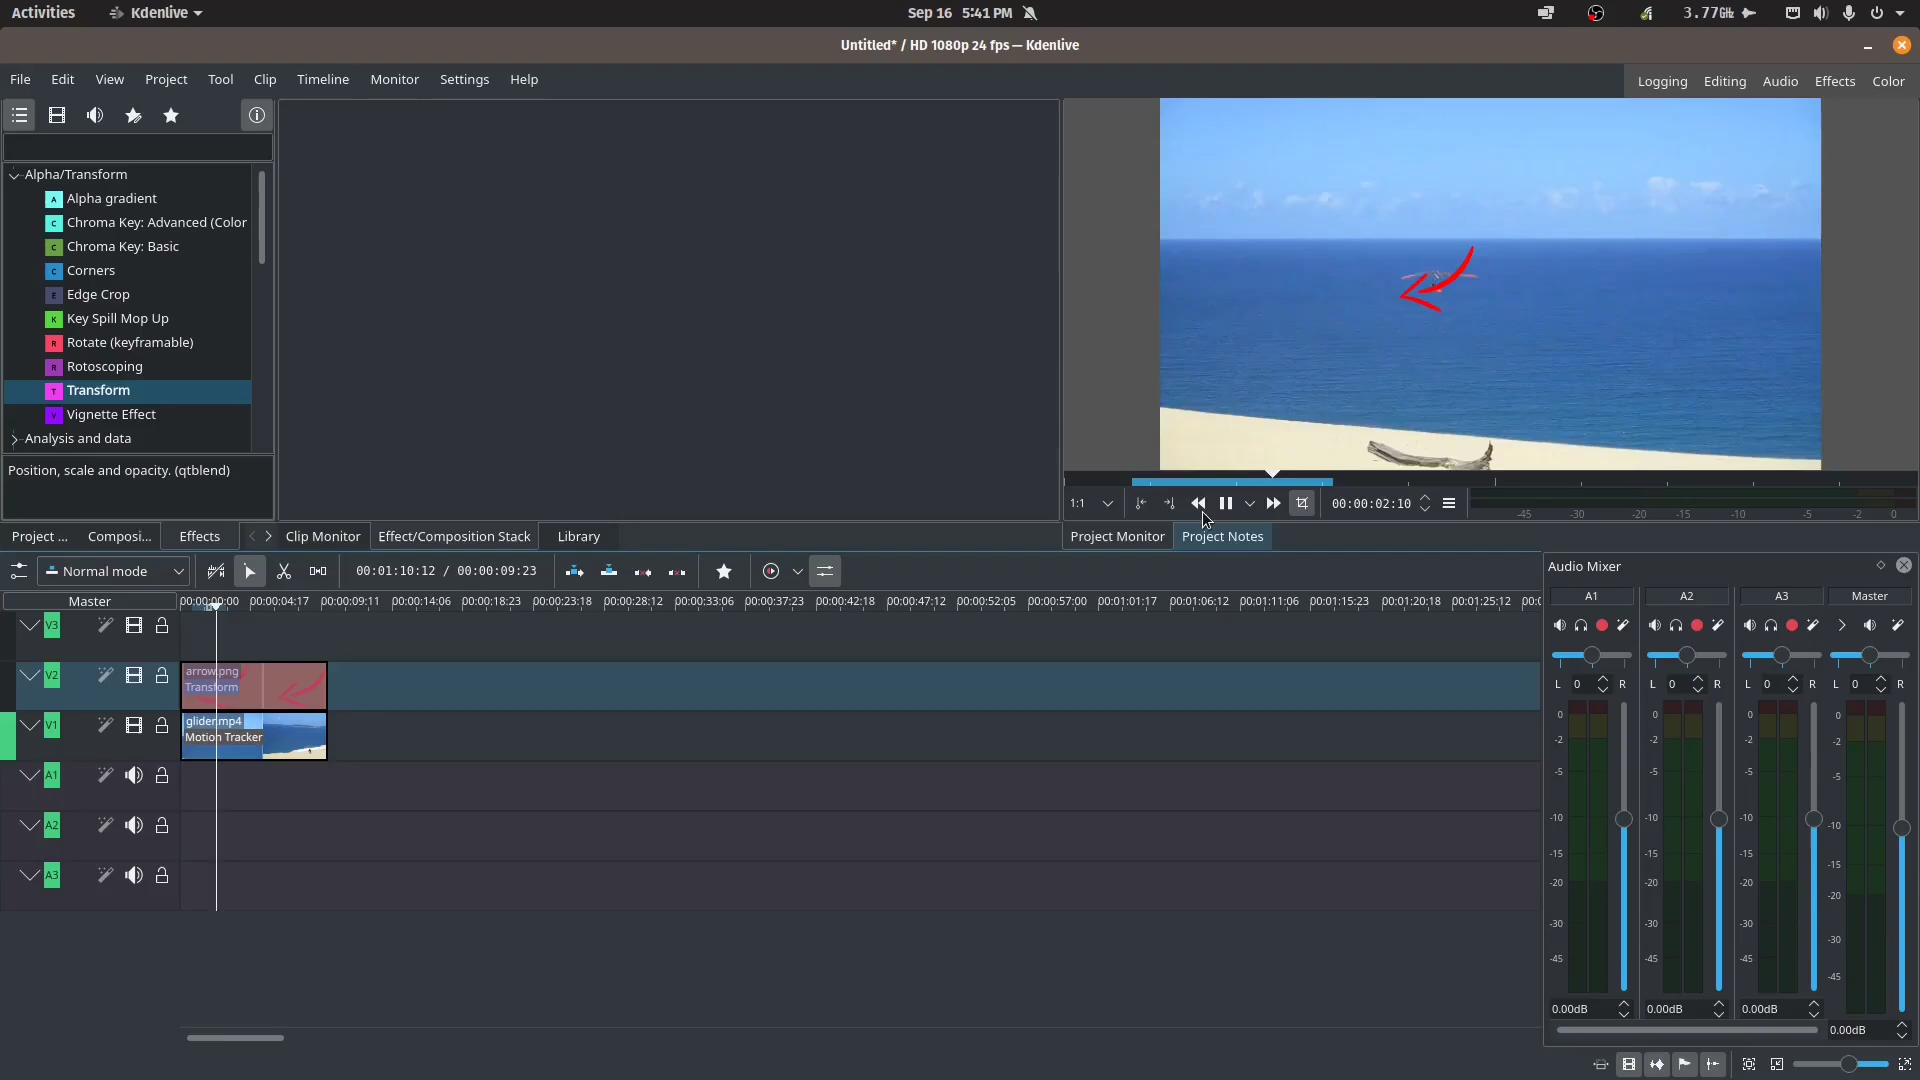 Activities
Kdenlive
Sep 16 5:41 PM
3.77GHz
Untitled* / HD 1080p 24 fps — Kdenlive
File Edit View Project Tool Clip Timeline Monitor Settings Help
Logging Editing Audio Effects Color
Alpha/Transform
A Alpha gradient
C Chroma Key: Advanced (Color
C Chroma Key: Basic
C Corners
E Edge Crop
K Key Spill Mop Up
R Rotate (keyframable)
R Rotoscoping
T Transform
V Vignette Effect
Analysis and data
Position, scale and opacity. (qtblend)
1:1
00:00:02:10
-45 -30 -20 -15 -10 -5 -2 0
Project ... Composi... Effects Clip Monitor Effect/Composition Stack Library
Project Monitor Project Notes
Normal mode
00:01:10:12 / 00:00:09:23
Audio Mixer
Master
00:00:00:00 00:00:04:17 00:00:09:11 00:00:14:06 00:00:18:23 00:00:23:18 00:00:28:12 00:00:33:06 00:00:37:23 00:00:42:18 00:00:47:12 00:00:52:05 00:00:57:00 00:01:01:17 00:01:06:12 00:01:11:06 00:01:15:23 00:01:20:18 00:01:25:12
V3
V2
arrow.png
Transform
V1
glider.mp4
Motion Tracker
A1
A2
A3
A1 A2 A3 Master
L 0 R L 0 R L 0 R L 0 R
0 0 0 0
-2 -2 -2 -2
-5 -5 -5 -5
-10 -10 -10 -10
-15 -15 -15 -15
-20 -20 -20 -20
-30 -30 -30 -30
-45 -45 -45 -45
0.00dB 0.00dB 0.00dB 0.00dB